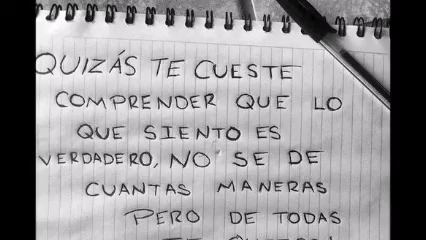 QUIZÁS TE CUESTE
COMPRENDER QUE LO
QUE SIENTO ES
VERDADERO, NO SE DE
CUANTAS MANERAS
PERO DE TODAS